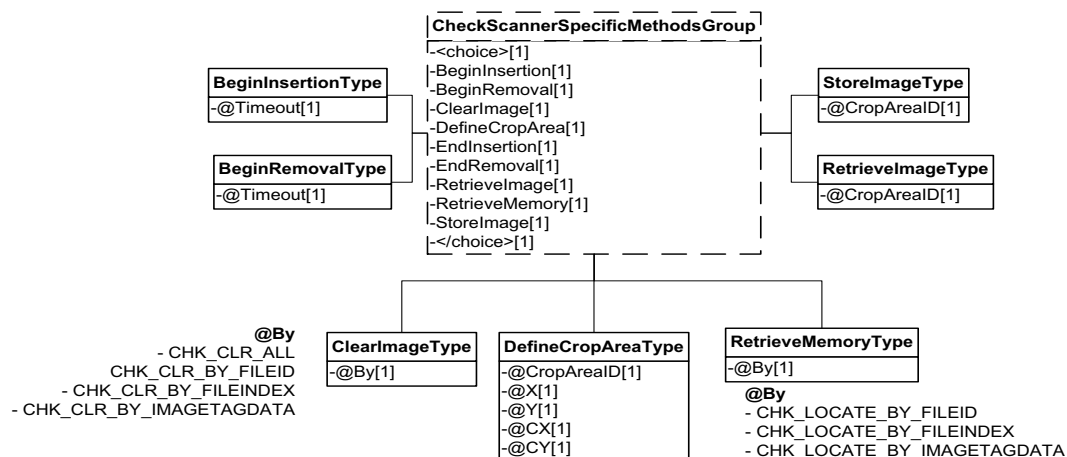 CheckScannerSpecificMethodsGroup
-<choice>[1]
-BeginInsertion[1]
-BeginRemoval[1]
-ClearImage[1]
-DefineCropArea[1]
-EndInsertion[1]
-EndRemoval[1]
-RetrieveImage[1]
-RetrieveMemory[1]
-StoreImage[1]
-</choice>[1]
BeginInsertionType
-@Timeout[1]
BeginRemovalType
-@Timeout[1]
StoreImageType
-@CropAreaID[1]
RetrieveImageType
-@CropAreaID[1]
@By
- CHK_CLR_ALL
CHK_CLR_BY_FILEID
- CHK_CLR_BY_FILEINDEX
- CHK_CLR_BY_IMAGETAGDATA
ClearImageType
-@By[1]
DefineCropAreaType
-@CropAreaID[1]
-@X[1]
-@Y[1]
-@CX[1]
-@CY[1]
RetrieveMemoryType
-@By[1]
@By
- CHK_LOCATE_BY_FILEID
- CHK_LOCATE_BY_FILEINDEX
- CHK_LOCATE_BY_IMAGETAGDATA